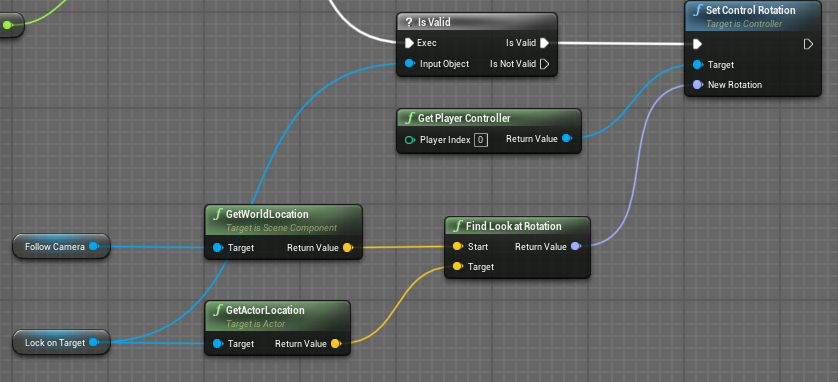 Set Control Rotation
Target is Controller
Target
New Rotation
? Is Valid
Exec
Is Valid
Input Object
Is Not Valid
f Get Player Controller
Player Index 0
Return Value
f GetWorldLocation
Target is Scene Component
Target
Return Value
f Find Look at Rotation
Start
Return Value
Target
Follow Camera
f GetActorLocation
Target is Actor
Target
Return Value
Lock on Target